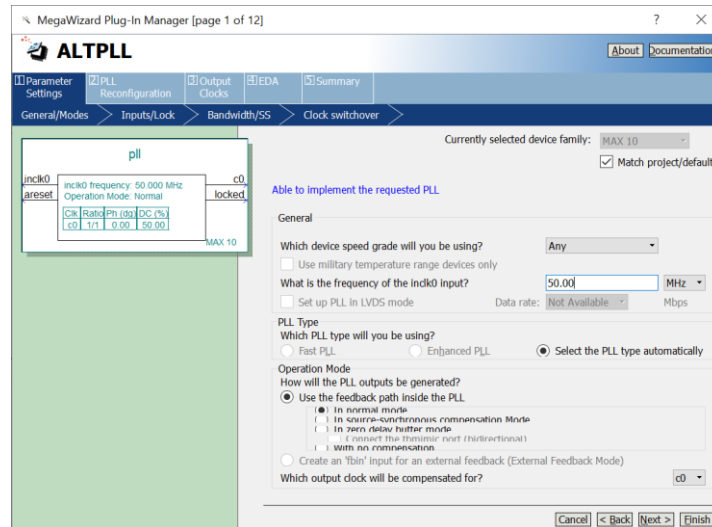 MegaWizard Plug-In Manager [page 1 of 12]
? ×
ALTPLL
About Documentation
1 Parameter Settings
2 PLL Reconfiguration
3 Output Clocks
4 EDA
5 Summary
General/Modes Inputs/Lock Bandwidth/SS Clock switchover
pll
inclk0 c0
areset locked
inclk0 frequency: 50.000 MHz
Operation Mode: Normal
Clk Ratio Ph (dg) DC (%)
c0 1/1 0.00 50.00
MAX 10
Currently selected device family: MAX 10
Match project/default
Able to implement the requested PLL
General
Which device speed grade will you be using? Any
Use military temperature range devices only
What is the frequency of the inclk0 input? 50.00 MHz
Set up PLL in LVDS mode Data rate: Not Available Mbps
PLL Type
Which PLL type will you be using?
Fast PLL Enhanced PLL Select the PLL type automatically
Operation Mode
How will the PLL outputs be generated?
Use the feedback path inside the PLL
In normal mode
In source-synchronous compensation Mode
In zero delay buffer mode
Connect the fbmimic port (bidirectional)
With no compensation
Create an 'fbin' input for an external feedback (External Feedback Mode)
Which output clock will be compensated for? c0
Cancel < Back Next > Finish